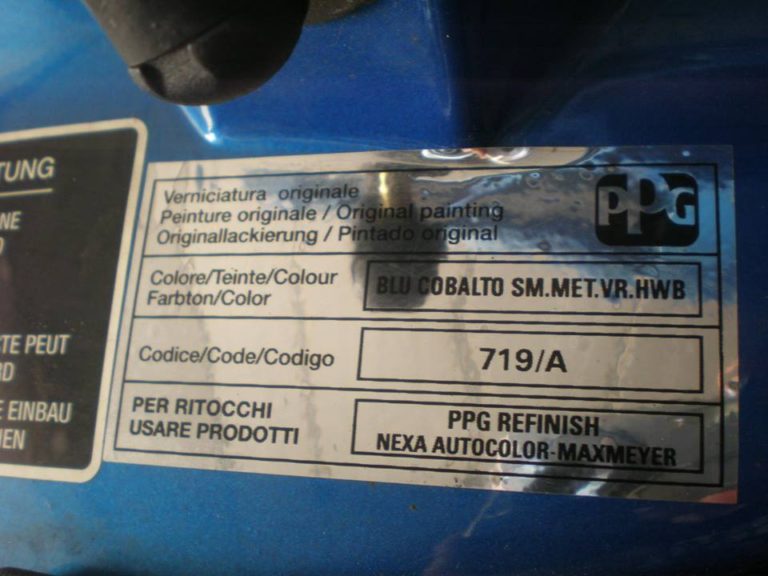 TUNG
NE
TE PEUT
RD
E EINBAU
HEN
Verniciatura originale
Peinture originale / Original painting
Originallackierung / Pintado original
PPG
Colore/Teinte/Colour
Farbton/Color
BLU COBALTO SM.MET.VR.HWB
Codice/Code/Codigo
719/A
PER RITOCCHI
USARE PRODOTTI
PPG REFINISH
NEXA AUTOCOLOR-MAXMEYER